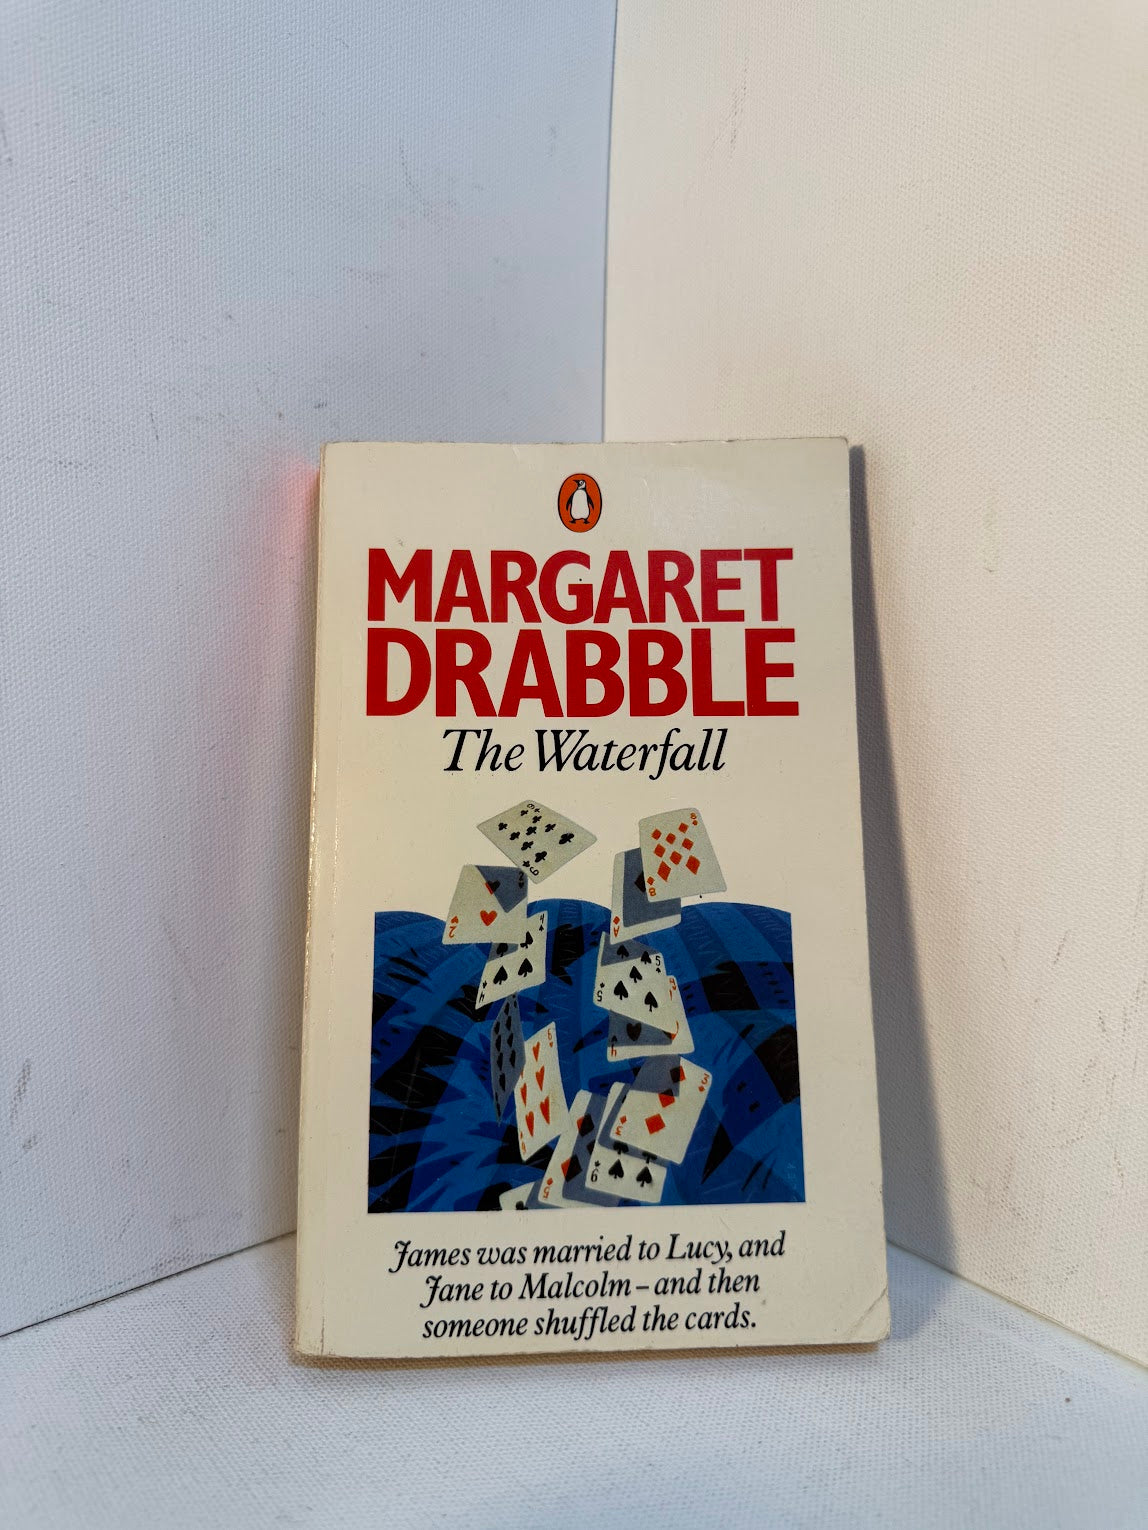 MARGARET
DRABBLE
The Waterfall
James was married to Lucy, and
Jane to Malcolm – and then
someone shuffled the cards.